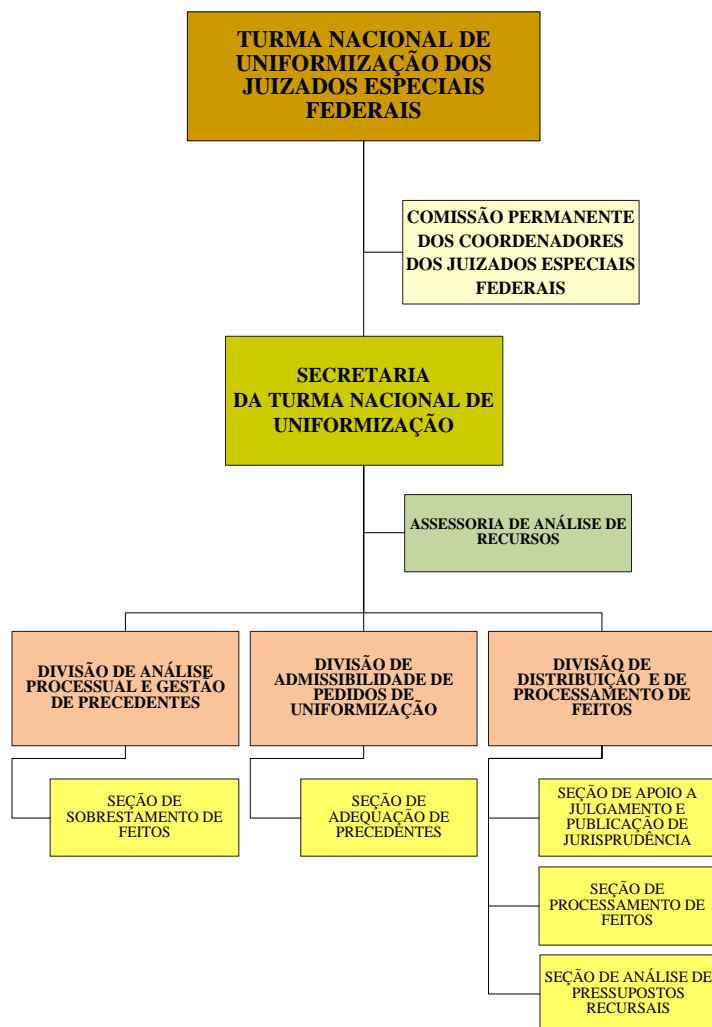 TURMA NACIONAL DE
UNIFORMIZAÇÃO DOS
JUIZADOS ESPECIAIS
FEDERAIS
COMISSÃO PERMANENTE
DOS COORDENADORES
DOS JUIZADOS ESPECIAIS
FEDERAIS
SECRETARIA
DA TURMA NACIONAL DE
UNIFORMIZAÇÃO
ASSESSORIA DE ANÁLISE DE
RECURSOS
DIVISÃO DE ANÁLISE
PROCESSUAL E GESTÃO
DE PRECEDENTES
DIVISÃO DE
ADMISSIBILIDADE DE
PEDIDOS DE
UNIFORMIZAÇÃO
DIVISÃO DE
DISTRIBUIÇÃO E DE
PROCESSAMENTO DE
FEITOS
SEÇÃO DE
SOBRESTAMENTO DE
FEITOS
SEÇÃO DE
ADEQUAÇÃO DE
PRECEDENTES
SEÇÃO DE APOIO A
JULGAMENTO E
PUBLICAÇÃO DE
JURISPRUDÊNCIA
SEÇÃO DE
PROCESSAMENTO DE
FEITOS
SEÇÃO DE ANÁLISE DE
PRESSUPOSTOS
RECURSAIS